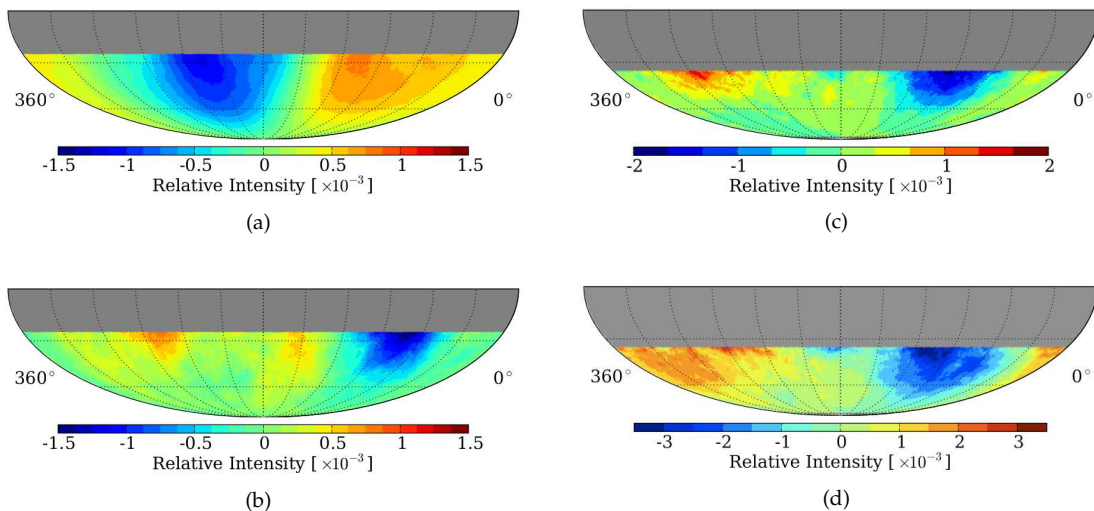 360° 0°
-1.5 -1 -0.5 0 0.5 1 1.5
Relative Intensity [ ×10⁻³ ]
(a)
360° 0°
-2 -1 0 1 2
Relative Intensity [ ×10⁻³ ]
(c)
360° 0°
-1.5 -1 -0.5 0 0.5 1 1.5
Relative Intensity [ ×10⁻³ ]
(b)
360° 0°
-3 -2 -1 0 1 2 3
Relative Intensity [ ×10⁻³ ]
(d)